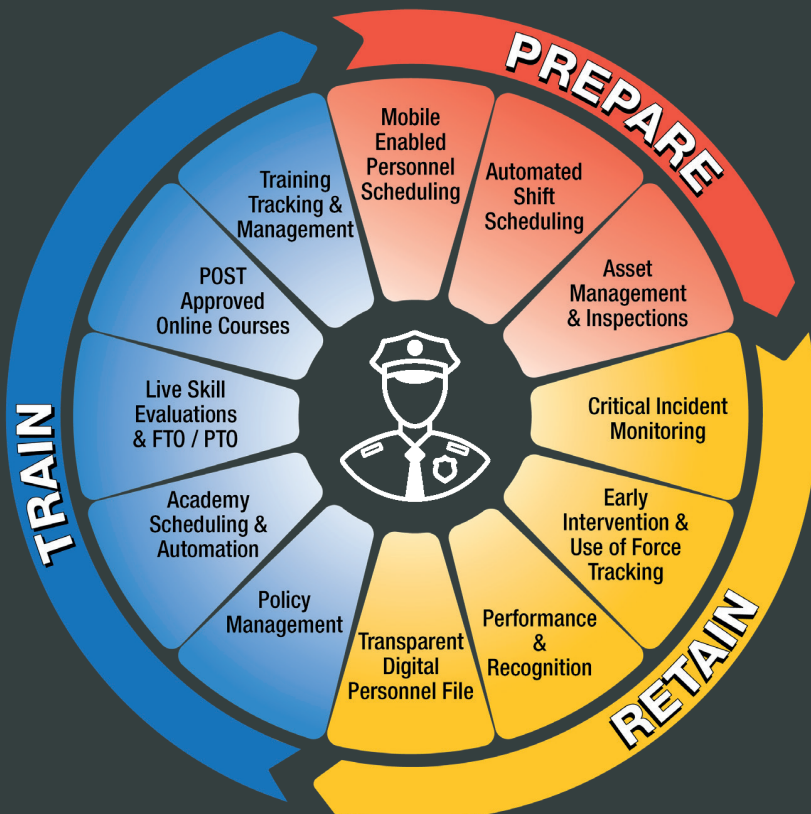 PREPARE
Mobile
Enabled
Personnel
Scheduling
Automated
Shift
Scheduling
Asset
Management
& Inspections
RETAIN
Critical Incident
Monitoring
Early
Intervention &
Use of Force
Tracking
Performance
&
Recognition
Transparent
Digital
Personnel File
TRAIN
Policy
Management
Academy
Scheduling &
Automation
Live Skill
Evaluations
& FTO / PTO
POST
Approved
Online Courses
Training
Tracking &
Management